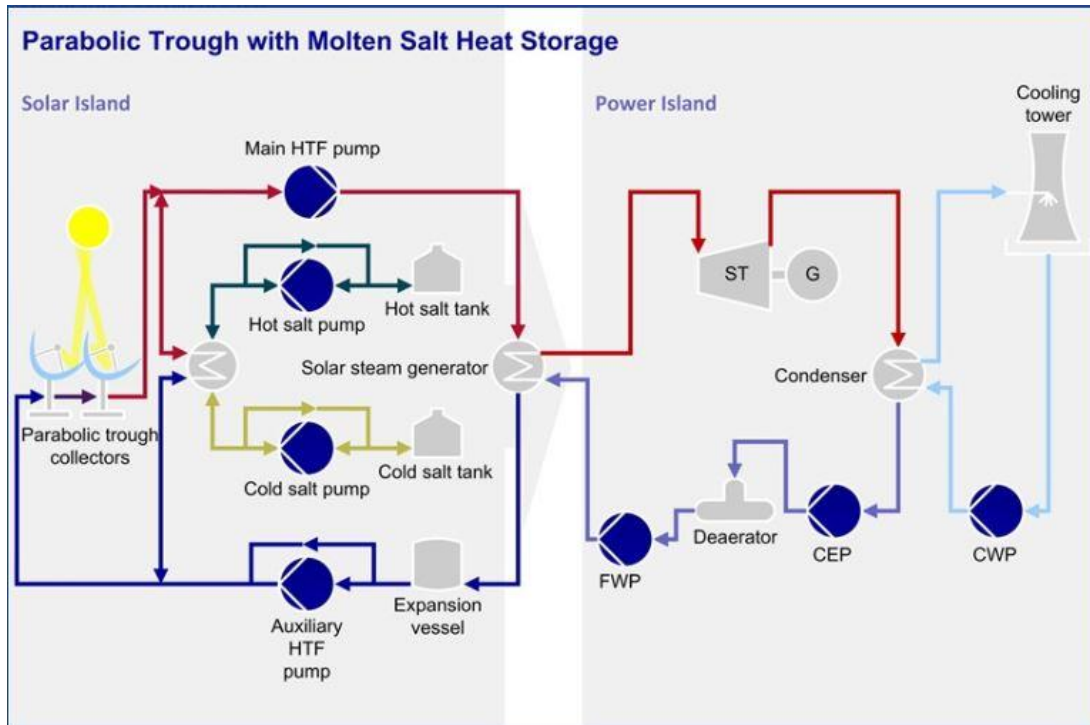 Parabolic Trough with Molten Salt Heat Storage
Solar Island
Power Island
Cooling
tower
Main HTF pump
Hot salt pump
Hot salt tank
ST
G
Solar steam generator
Condenser
Parabolic trough
collectors
Cold salt pump
Cold salt tank
Deaerator
FWP
CEP
CWP
Expansion
vessel
Auxiliary
HTF
pump